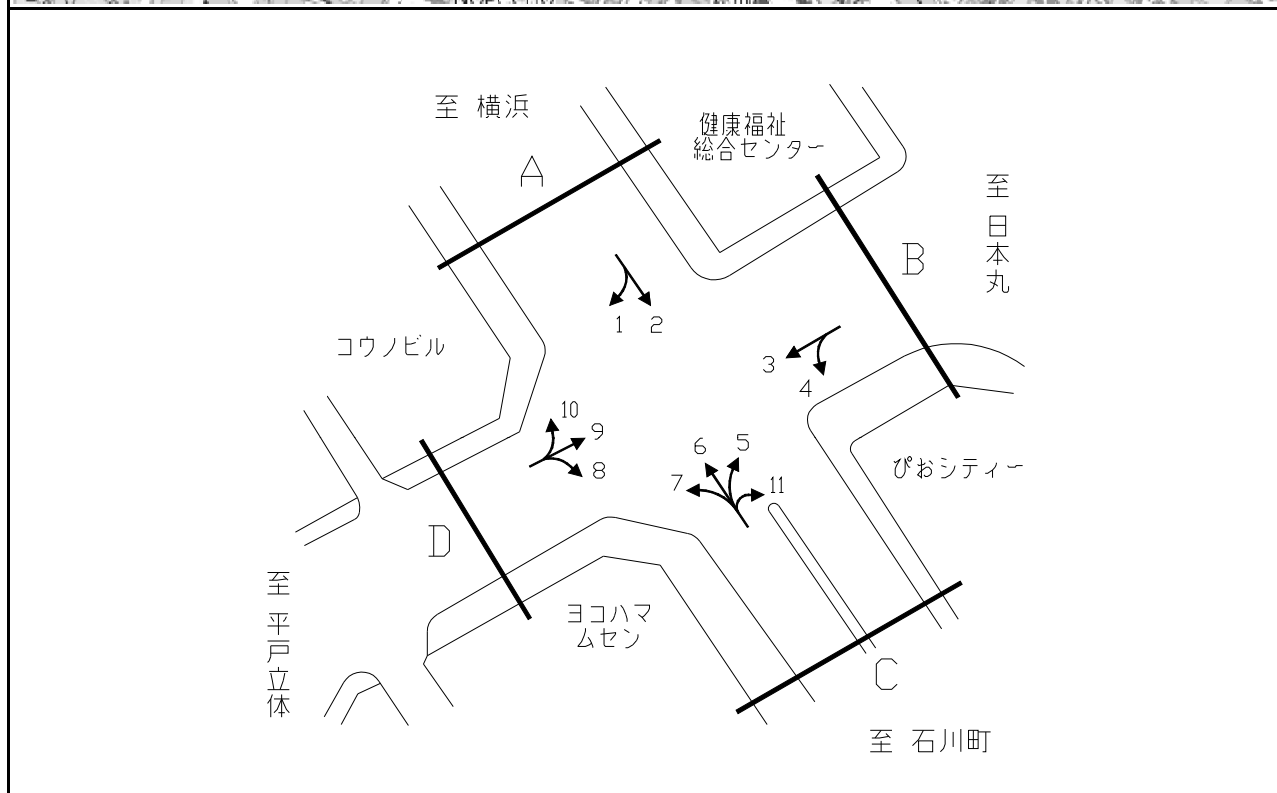 至 横浜
健康福祉
総合センター
A
至 日本丸
B
1 2
コウノビル
3
4
10
9
8
6 5
7 11
ぴおシティー
D
至 平戸立体
ヨコハマ
ムセン
C
至 石川町